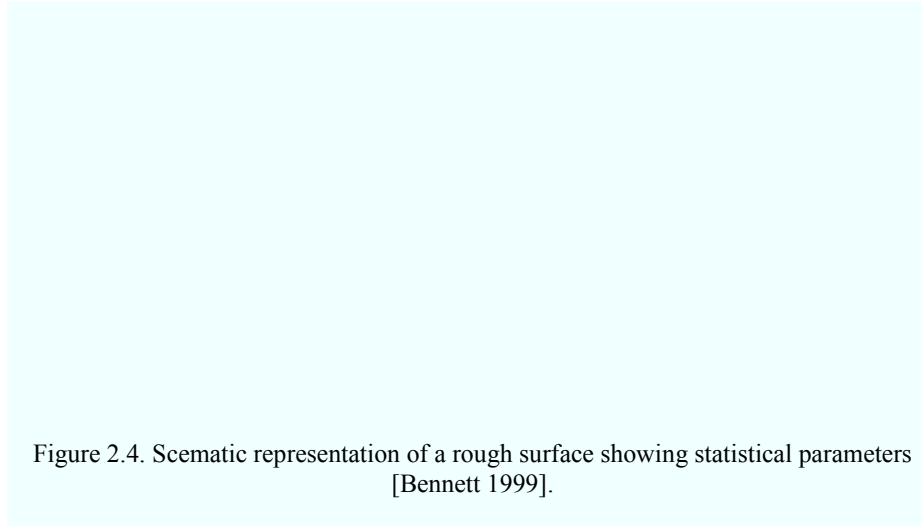 Figure 2.4. Scematic representation of a rough surface showing statistical parameters
[Bennett 1999].